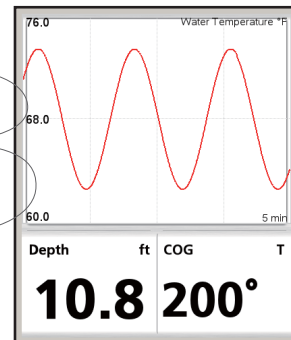 76.0 Water Temperature °F
68.0
60.0 5 min
Depth ft COG T
10.8 200°